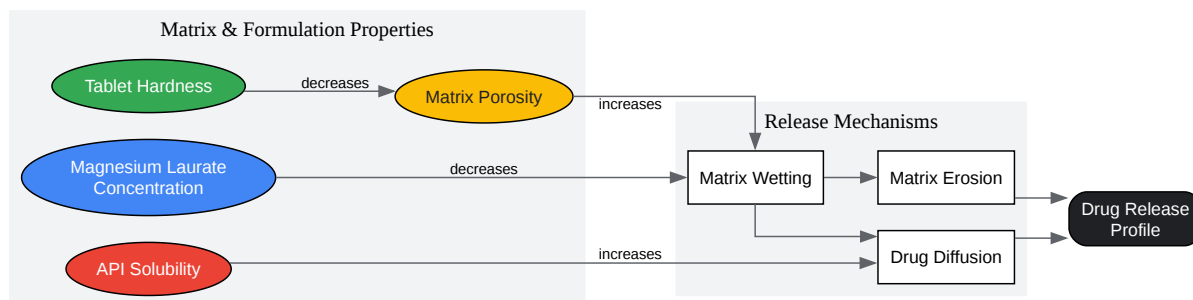 Matrix & Formulation Properties
Tablet Hardness
decreases
Matrix Porosity
increases
Release Mechanisms
Magnesium Laurate
Concentration
decreases
Matrix Wetting
Matrix Erosion
Drug Release
Profile
API Solubility
increases
Drug Diffusion